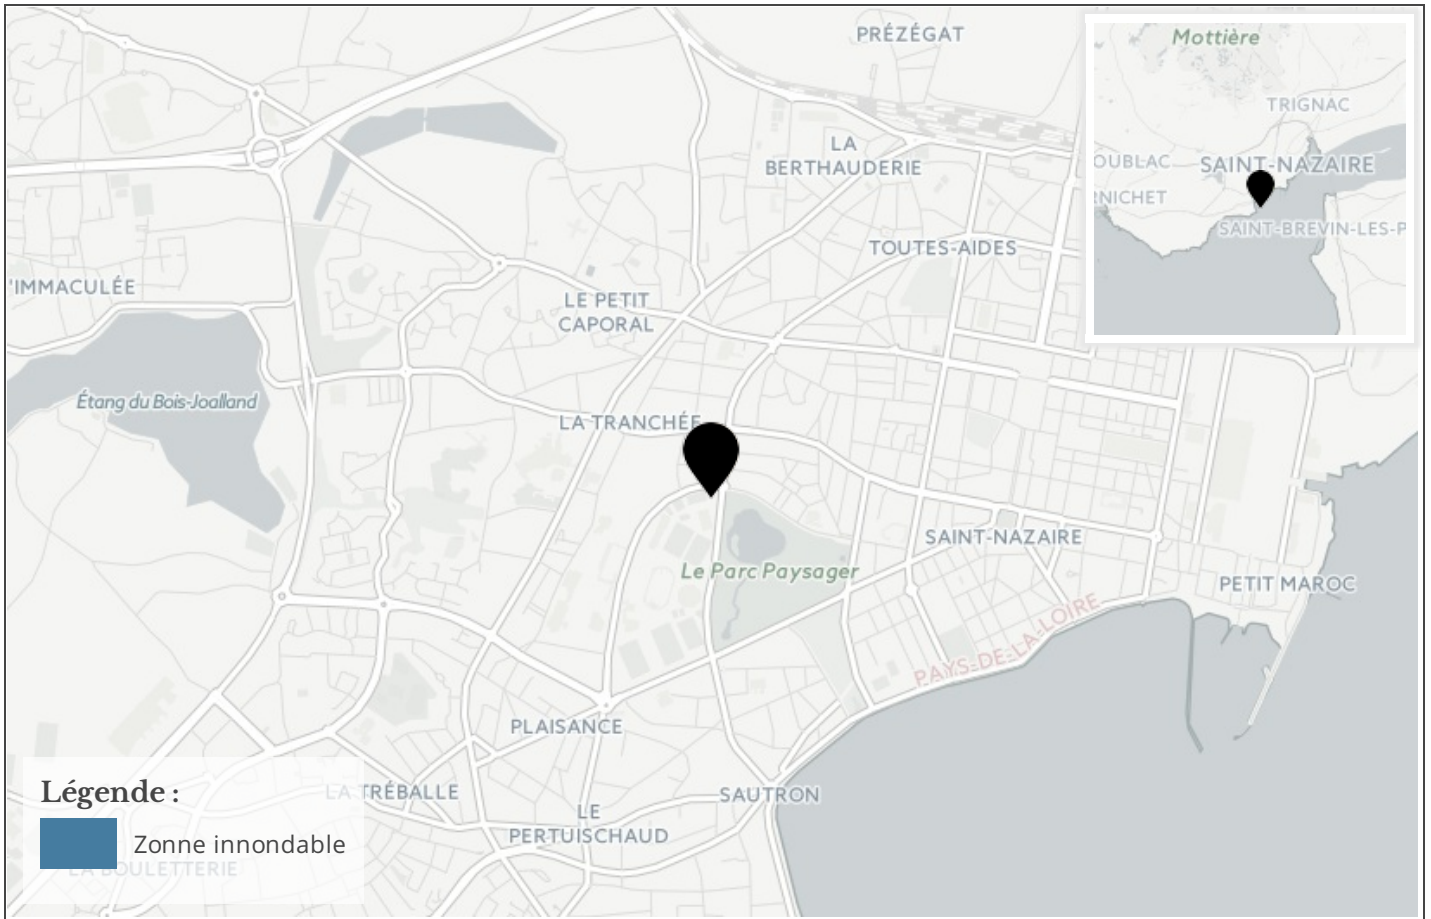 PRÉZÉGAT
LA
BERTHAUDERIE
TOUTES-AIDES
'IMMACULÉE
LE PETIT
CAPORAL
Étang du Bois-Joalland
LA TRANCHÉE
SAINT-NAZAIRE
Le Parc Paysager
PETIT MAROC
PAYS-DE-LA-LOIRE
PLAISANCE
LA TRÉBALLE
SAUTRON
LE
PERTUISCHAUD
LA BOULETTERIE
Légende :
Zonne innondable
Mottière
TRIGNAC
OUBLAC
SAINT-NAZAIRE
RNICHET
SAINT-BREVIN-LES-P